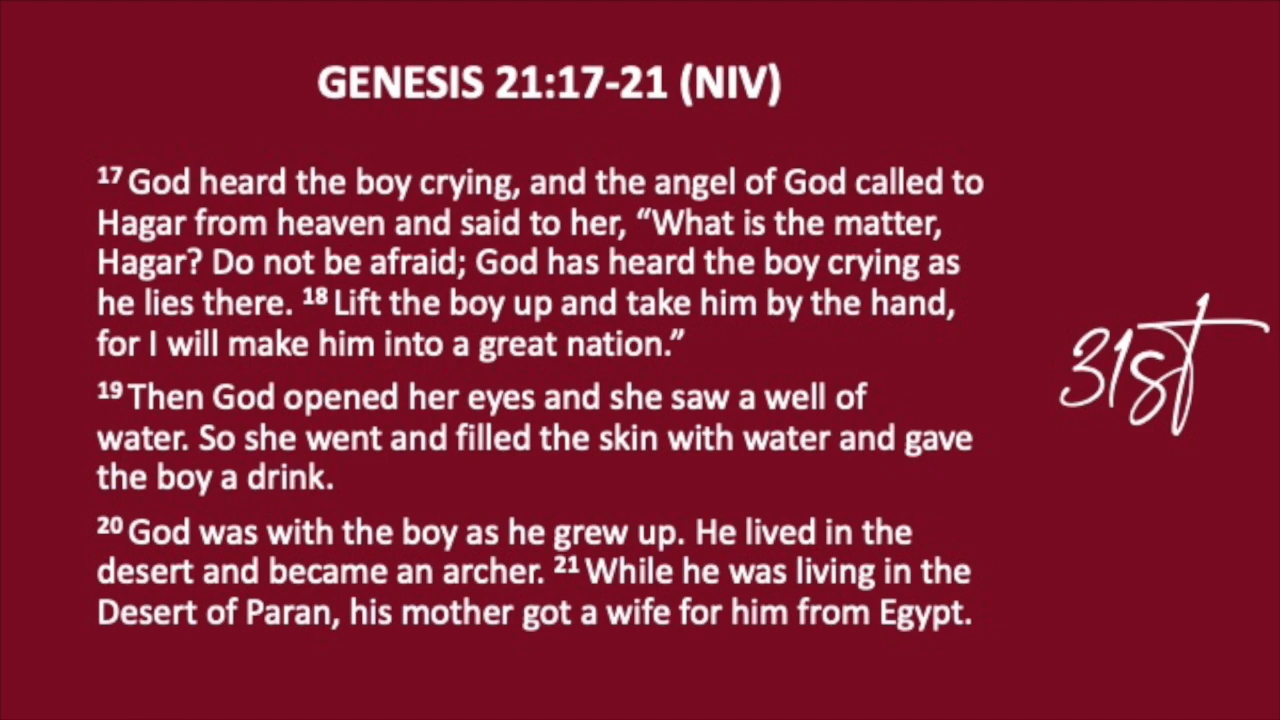 GENESIS 21:17-21 (NIV)
17 God heard the boy crying, and the angel of God called to
Hagar from heaven and said to her, “What is the matter,
Hagar? Do not be afraid; God has heard the boy crying as
he lies there. 18 Lift the boy up and take him by the hand,
for I will make him into a great nation.”
19 Then God opened her eyes and she saw a well of
water. So she went and filled the skin with water and gave
the boy a drink.
20 God was with the boy as he grew up. He lived in the
desert and became an archer. 21 While he was living in the
Desert of Paran, his mother got a wife for him from Egypt.
31st